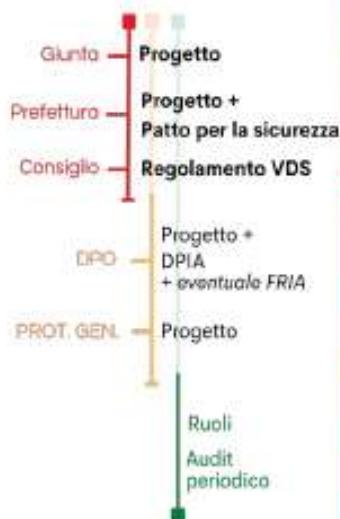 Giunta Progetto
Prefettura Progetto +
Patto per la sicurezza
Consiglio Regolamento VDS
Progetto +
DPO DPIA
+ eventuale FRIA
PROT. GEN. Progetto
Ruoli
Audit
periodico